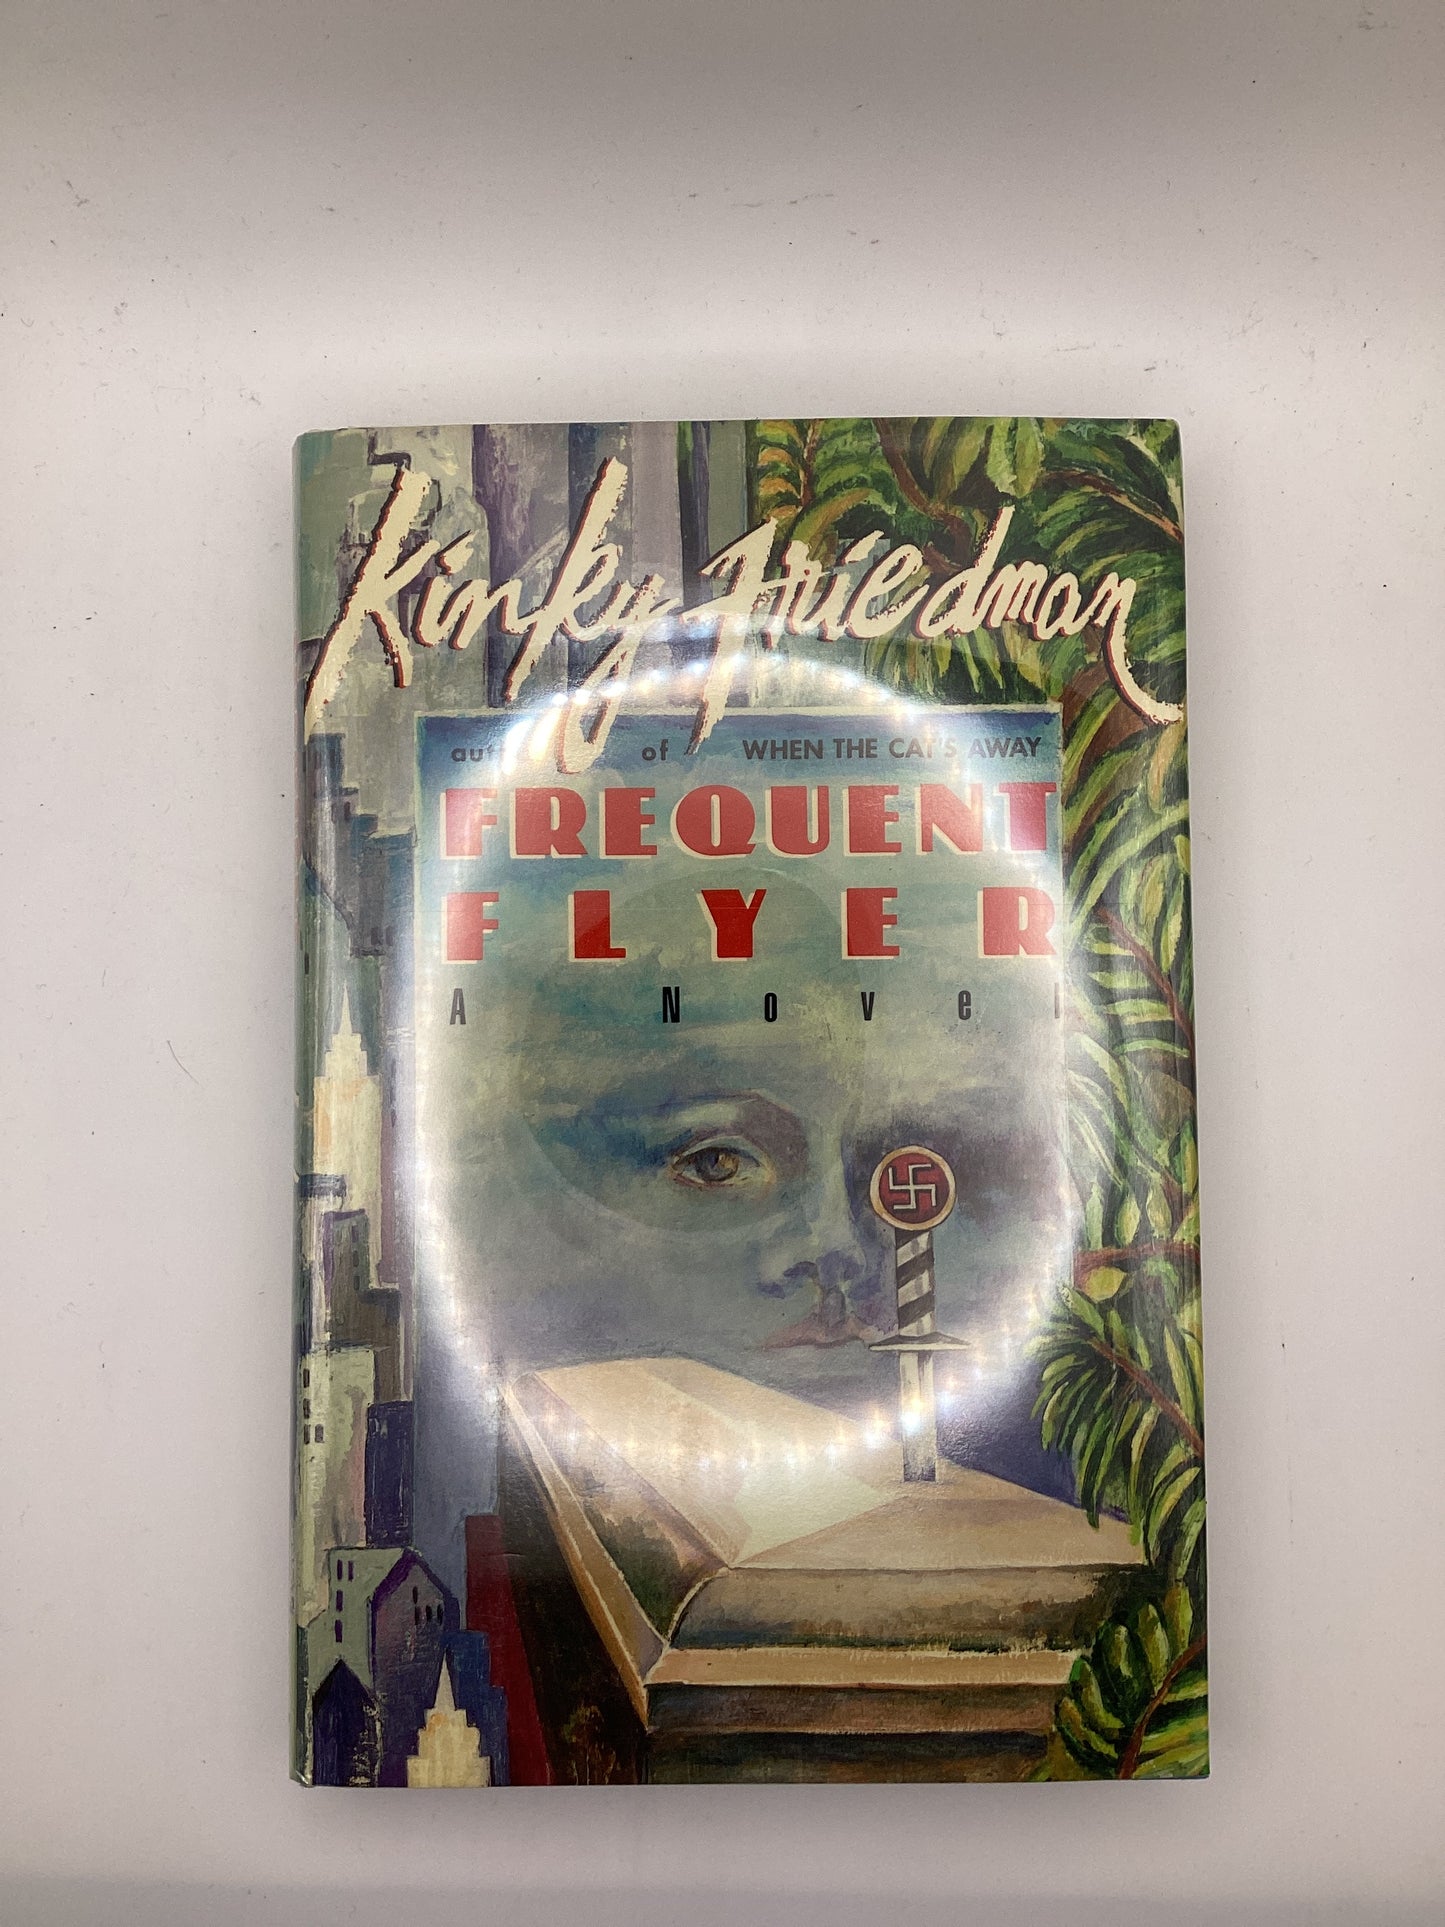 Kinky Friedman
of WHEN THE CAT'S AWAY
FREQUENT
FLYER
A Novel